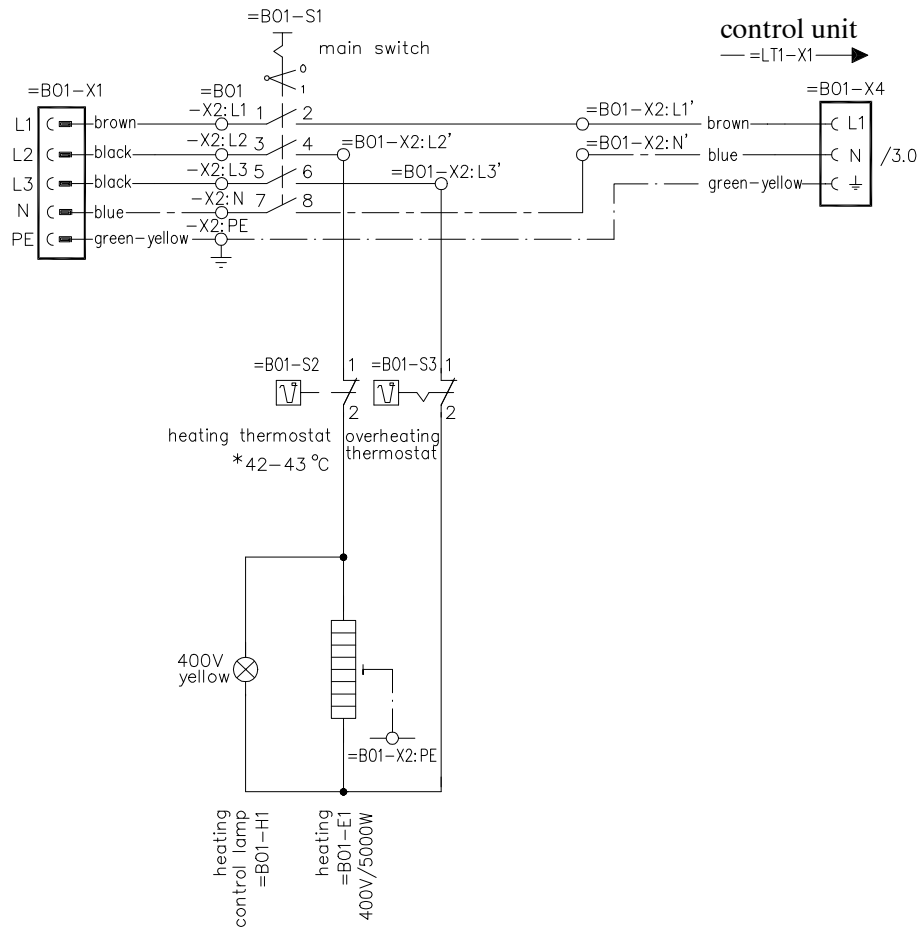 =B01-S1
main switch
0
1
control unit
=LT1-X1
=B01-X1
=B01
=B01-X4
L1
brown
-X2:L1
1
2
=B01-X2:L1'
brown
L1
L2
black
-X2:L2
3
4
=B01-X2:L2'
=B01-X2:N'
blue
N
/3.0
L3
black
-X2:L3
5
6
=B01-X2:L3'
green-yellow
N
blue
-X2:N
7
8
PE
green-yellow
-X2:PE
=B01-S2
1
2
=B01-S3
1
2
heating thermostat
*42-43°C
overheating
thermostat
400V
yellow
=B01-X2:PE
heating
control lamp
=B01-H1
heating
=B01-E1
400V/5000W